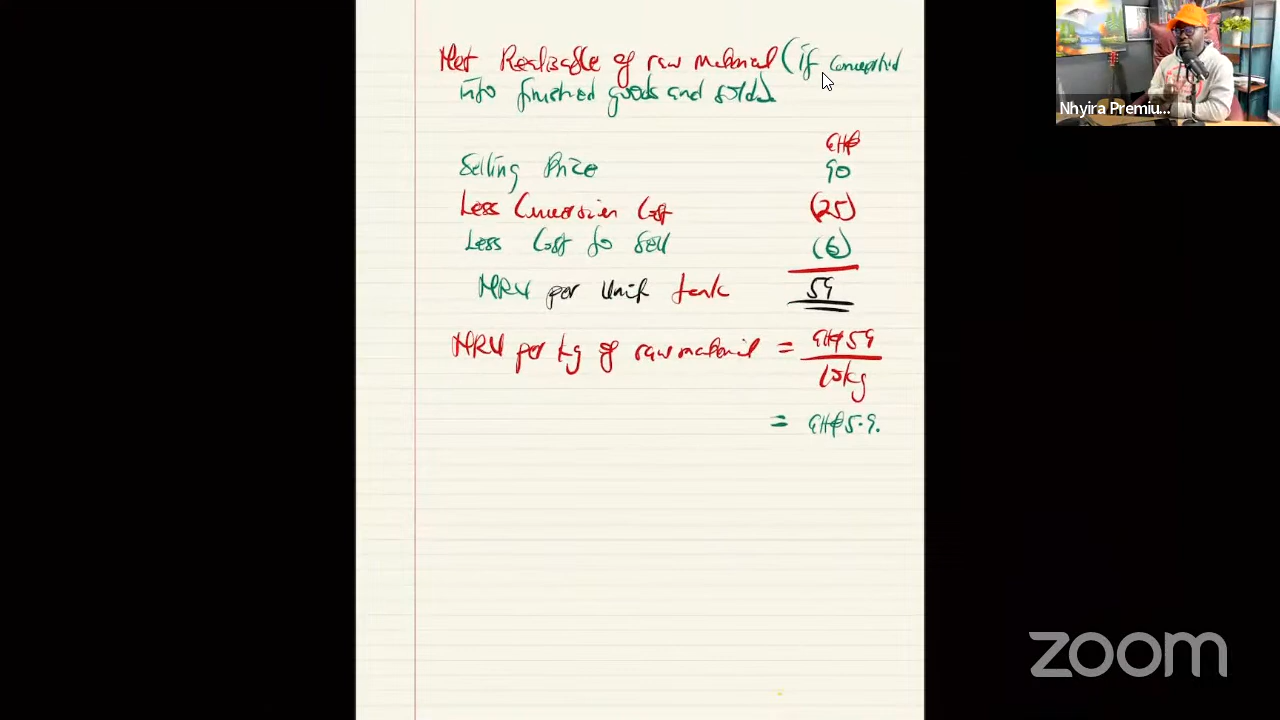 Net Realisable of raw material (if converted
into finished goods and sold)
GH₵
Selling Price 90
Less Conversion Cost (25)
Less Cost to Sell (6)
NRV per Unit tank 59
NRV per kg of raw material = GH₵59
10kg
= GH₵5.9.
Nhyira Premiu...
zoom